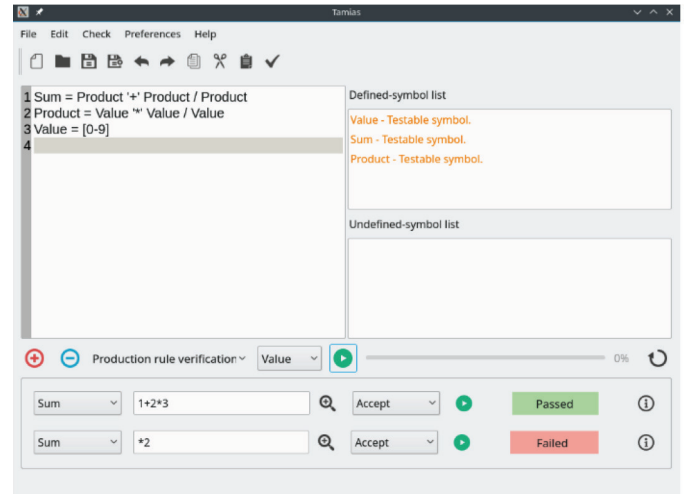 Tamias
File Edit Check Preferences Help
1 Sum = Product '+' Product / Product
2 Product = Value '*' Value / Value
3 Value = [0-9]
4
Defined-symbol list
Value - Testable symbol.
Sum - Testable symbol.
Product - Testable symbol.
Undefined-symbol list
Production rule verification Value 0%
Sum 1+2*3 Accept Passed
Sum *2 Accept Failed